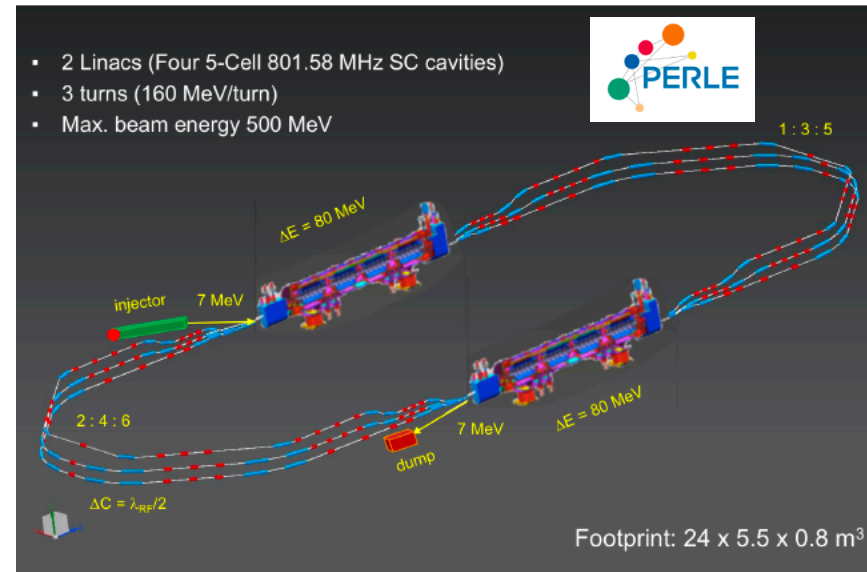 ▪ 2 Linacs (Four 5-Cell 801.58 MHz SC cavities)
▪ 3 turns (160 MeV/turn)
▪ Max. beam energy 500 MeV
PERLE
1 : 3 : 5
ΔE = 80 MeV
injector
7 MeV
2 : 4 : 6
7 MeV
ΔE = 80 MeV
dump
ΔC = λRF/2
Footprint: 24 x 5.5 x 0.8 m³